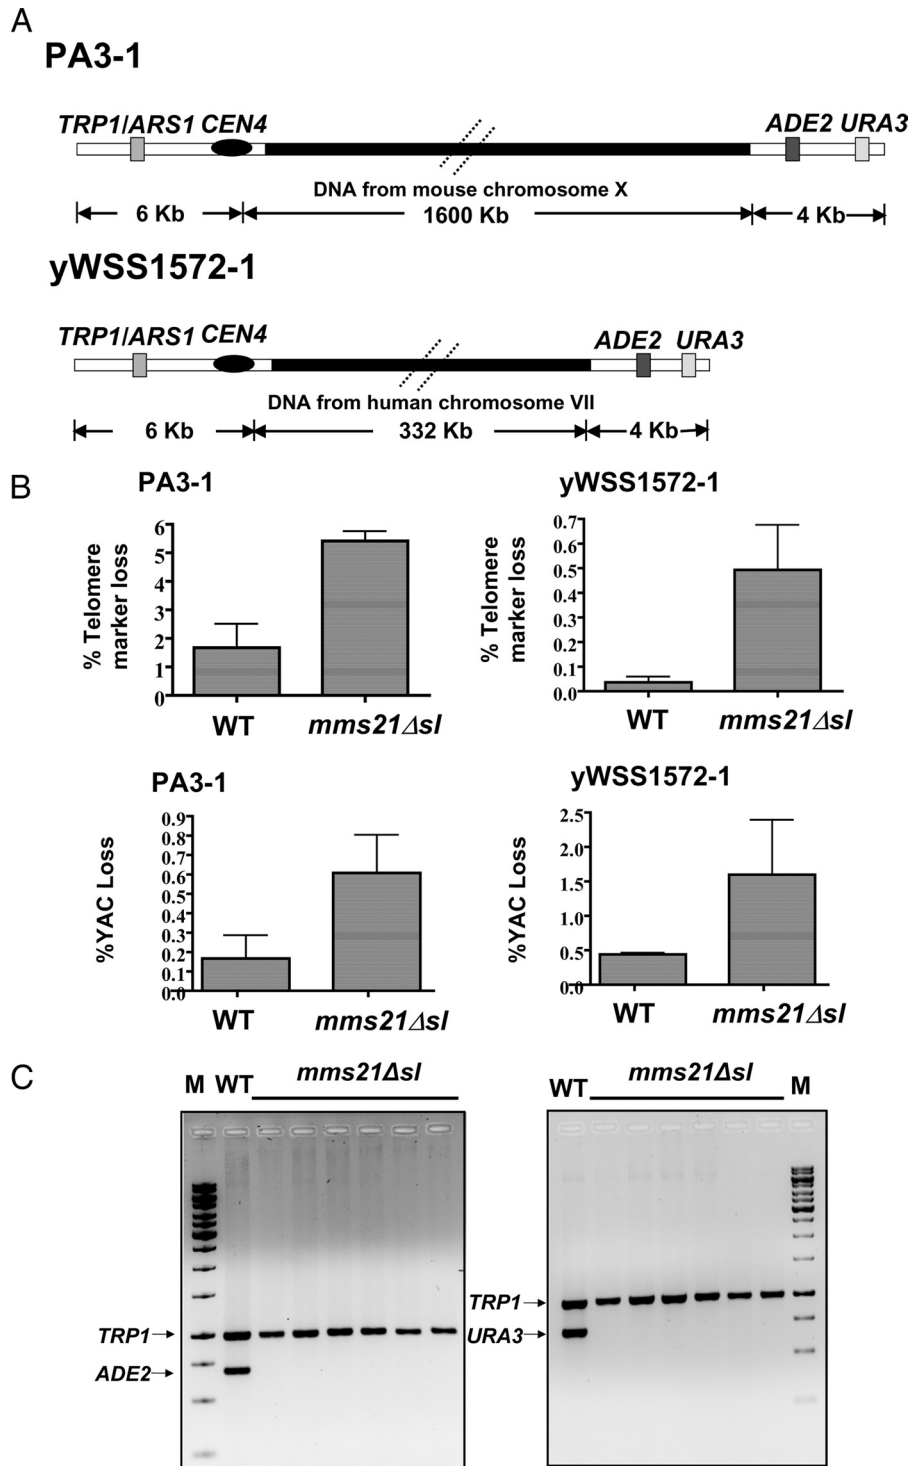 A
PA3-1
TRP1/ARS1 CEN4 ADE2 URA3
DNA from mouse chromosome X
6 Kb 1600 Kb 4 Kb
yWSS1572-1
TRP1/ARS1 CEN4 ADE2 URA3
DNA from human chromosome VII
6 Kb 332 Kb 4 Kb
B
PA3-1
% Telomere marker loss
6
5
3
2
1
0
WT mms21Δsl
yWSS1572-1
% Telomere marker loss
0.7
0.6
0.5
0.4
0.3
0.2
0.1
0.0
WT mms21Δsl
PA3-1
%YAC Loss
0.9
0.8
0.7
0.6
0.5
0.4
0.3
0.2
0.1
0.0
WT mms21Δsl
yWSS1572-1
%YAC Loss
2.5
2.0
1.5
1.0
0.5
0.0
WT mms21Δsl
C
M WT mms21Δsl
TRP1
ADE2
WT mms21Δsl M
TRP1
URA3